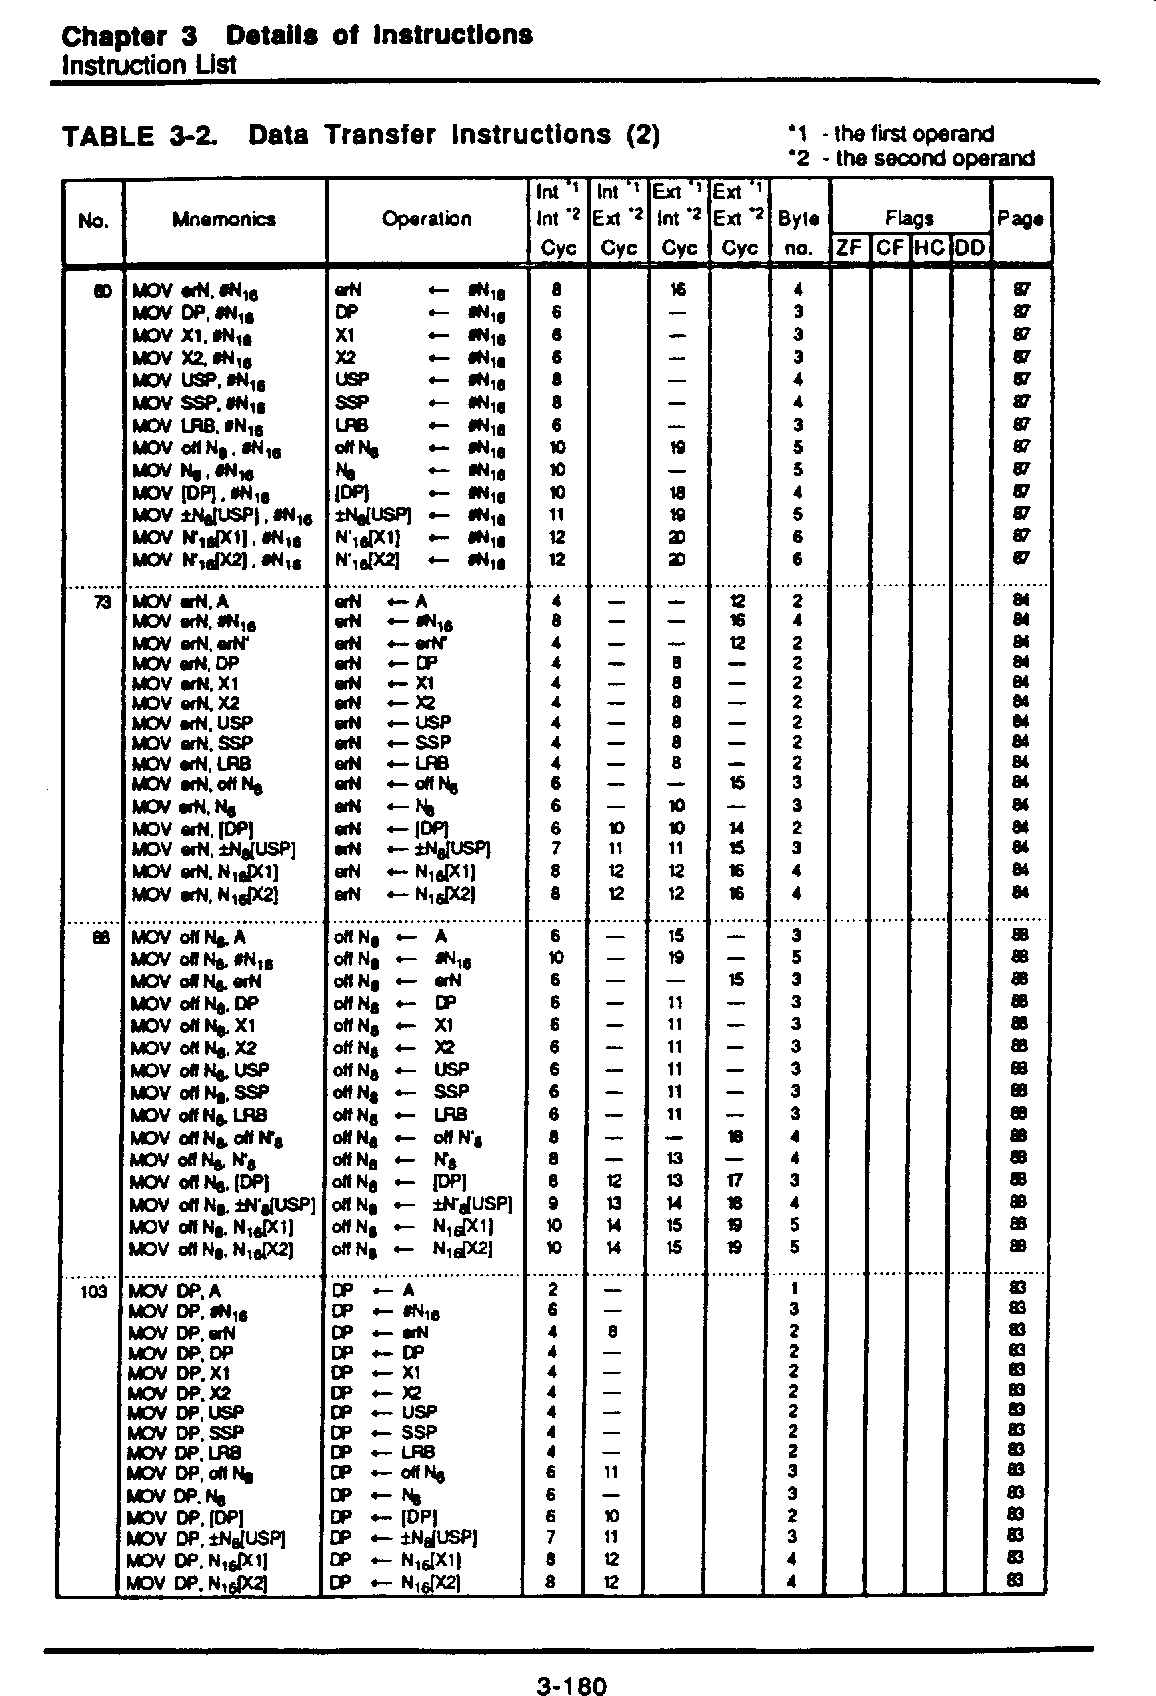 Chapter 3 Details of Instructions
Instruction List
TABLE 3-2. Data Transfer Instructions (2)
*1 - the first operand
*2 - the second operand
No. Mnemonics Operation Int *1 Int *2 Cyc Int *1 Ext *2 Cyc Ext *1 Int *2 Cyc Ext *1 Ext *2 Cyc Byte no. Flags ZF CF HC DD Page
60 MOV erN, #N16 erN ← #N16 8 16 4 87
MOV DP, #N16 DP ← #N16 6 — 3 87
MOV X1, #N16 X1 ← #N16 6 — 3 87
MOV X2, #N16 X2 ← #N16 6 — 3 87
MOV USP, #N16 USP ← #N16 8 — 4 87
MOV SSP, #N16 SSP ← #N16 8 — 4 87
MOV LRB, #N16 LRB ← #N16 6 — 3 87
MOV off N8, #N16 off N8 ← #N16 10 19 5 87
MOV N8, #N16 N8 ← #N16 10 — 5 87
MOV [DP], #N16 [DP] ← #N16 10 18 4 87
MOV ±N8[USP], #N16 ±N8[USP] ← #N16 11 19 5 87
MOV N'16[X1], #N16 N'16[X1] ← #N16 12 20 6 87
MOV N'16[X2], #N16 N'16[X2] ← #N16 12 20 6 87
73 MOV erN, A erN ← A 4 — — 12 2 84
MOV erN, #N16 erN ← #N16 8 — — 16 4 84
MOV erN, erN' erN ← erN' 4 — — 12 2 84
MOV erN, DP erN ← DP 4 — 8 — 2 84
MOV erN, X1 erN ← X1 4 — 8 — 2 84
MOV erN, X2 erN ← X2 4 — 8 — 2 84
MOV erN, USP erN ← USP 4 — 8 — 2 84
MOV erN, SSP erN ← SSP 4 — 8 — 2 84
MOV erN, LRB erN ← LRB 4 — 8 — 2 84
MOV erN, off N8 erN ← off N8 6 — — 15 3 84
MOV erN, N8 erN ← N8 6 — 10 — 3 84
MOV erN, [DP] erN ← [DP] 6 10 10 14 2 84
MOV erN, ±N8[USP] erN ← ±N8[USP] 7 11 11 15 3 84
MOV erN, N16[X1] erN ← N16[X1] 8 12 12 16 4 84
MOV erN, N16[X2] erN ← N16[X2] 8 12 12 16 4 84
88 MOV off N8, A off N8 ← A 6 — 15 — 3 88
MOV off N8, #N16 off N8 ← #N16 10 — 19 — 5 88
MOV off N8, erN off N8 ← erN 6 — — 15 3 88
MOV off N8, DP off N8 ← DP 6 — 11 — 3 88
MOV off N8, X1 off N8 ← X1 6 — 11 — 3 88
MOV off N8, X2 off N8 ← X2 6 — 11 — 3 88
MOV off N8, USP off N8 ← USP 6 — 11 — 3 88
MOV off N8, SSP off N8 ← SSP 6 — 11 — 3 88
MOV off N8, LRB off N8 ← LRB 6 — 11 — 3 88
MOV off N8, off N'8 off N8 ← off N'8 8 — — 18 4 88
MOV off N8, N'8 off N8 ← N'8 8 — 13 — 4 88
MOV off N8, [DP] off N8 ← [DP] 8 12 13 17 3 88
MOV off N8, ±N'8[USP] off N8 ← ±N'8[USP] 9 13 14 18 4 88
MOV off N8, N16[X1] off N8 ← N16[X1] 10 14 15 19 5 88
MOV off N8, N16[X2] off N8 ← N16[X2] 10 14 15 19 5 88
103 MOV DP, A DP ← A 2 — 1 83
MOV DP, #N16 DP ← #N16 6 — 3 83
MOV DP, erN DP ← erN 4 8 2 83
MOV DP, DP DP ← DP 4 — 2 83
MOV DP, X1 DP ← X1 4 — 2 83
MOV DP, X2 DP ← X2 4 — 2 83
MOV DP, USP DP ← USP 4 — 2 83
MOV DP, SSP DP ← SSP 4 — 2 83
MOV DP, LRB DP ← LRB 4 — 2 83
MOV DP, off N8 DP ← off N8 6 11 3 83
MOV DP, N8 DP ← N8 6 — 3 83
MOV DP, [DP] DP ← [DP] 6 10 2 83
MOV DP, ±N8[USP] DP ← ±N8[USP] 7 11 3 83
MOV DP, N16[X1] DP ← N16[X1] 8 12 4 83
MOV DP, N16[X2] DP ← N16[X2] 8 12 4 83
3-180